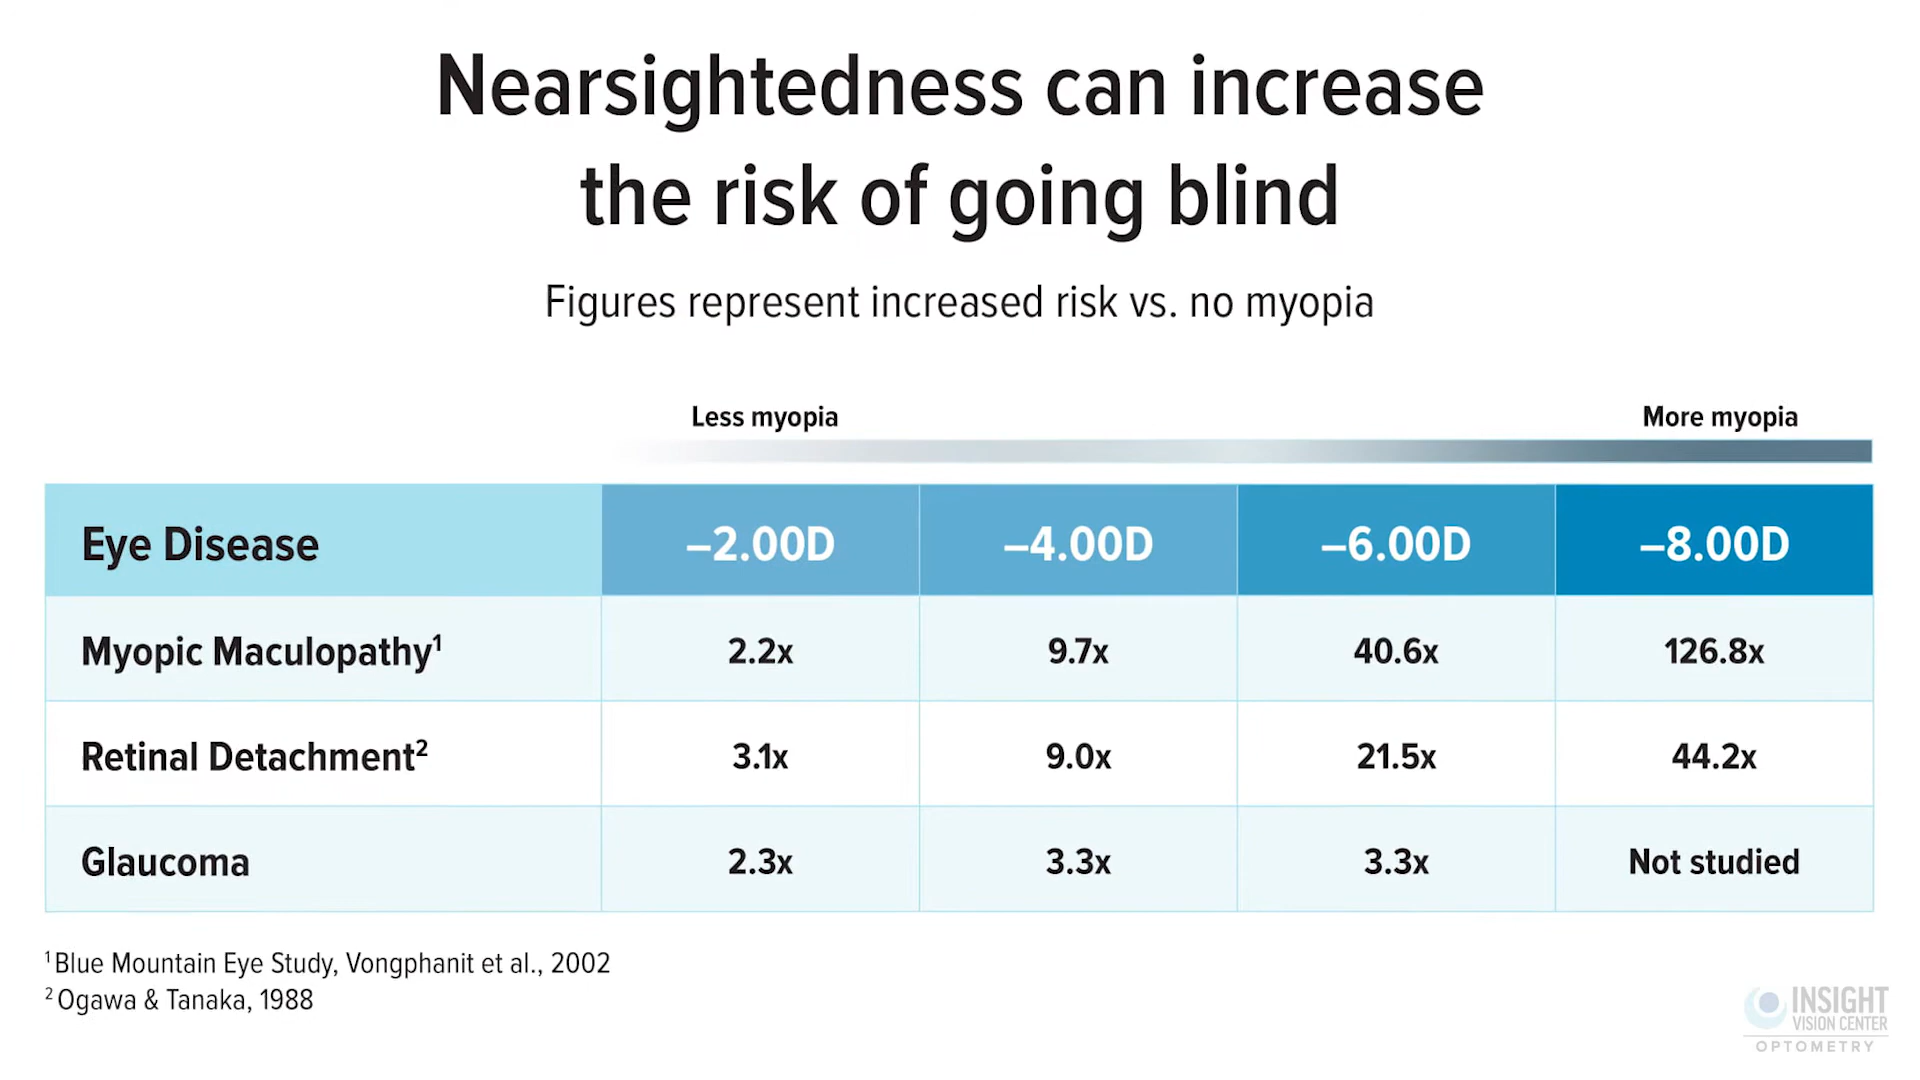 Nearsightedness can increase
the risk of going blind
Figures represent increased risk vs. no myopia
Less myopia More myopia
Eye Disease –2.00D –4.00D –6.00D –8.00D
Myopic Maculopathy¹ 2.2x 9.7x 40.6x 126.8x
Retinal Detachment² 3.1x 9.0x 21.5x 44.2x
Glaucoma 2.3x 3.3x 3.3x Not studied
¹ Blue Mountain Eye Study, Vongphanit et al., 2002
² Ogawa & Tanaka, 1988
INSIGHT
VISION CENTER
OPTOMETRY